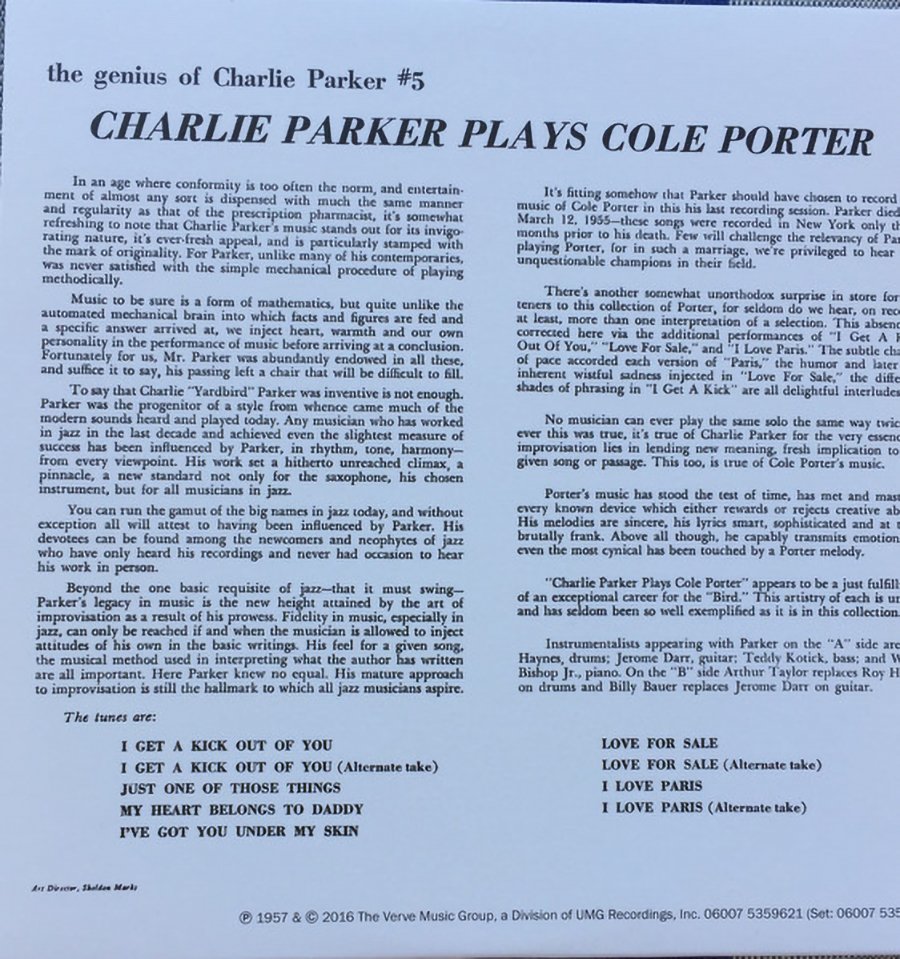 the genius of Charlie Parker #5
CHARLIE PARKER PLAYS COLE PORTER
In an age where conformity is too often the norm, and entertain-
ment of almost any sort is dispensed with much the same manner
and regularity as that of the prescription pharmacist, it's somewhat
refreshing to note that Charlie Parker's music stands out for its invigo-
rating nature, it's ever-fresh appeal, and is particularly stamped with
the mark of originality. For Parker, unlike many of his contemporaries,
was never satisfied with the simple mechanical procedure of playing
methodically.
Music to be sure is a form of mathematics, but quite unlike the
automated mechanical brain into which facts and figures are fed and
a specific answer arrived at, we inject heart, warmth and our own
personality in the performance of music before arriving at a conclusion.
Fortunately for us, Mr. Parker was abundantly endowed in all these,
and suffice it to say, his passing left a chair that will be difficult to fill.
To say that Charlie "Yardbird" Parker was inventive is not enough.
Parker was the progenitor of a style from whence came much of the
modern sounds heard and played today. Any musician who has worked
in jazz in the last decade and achieved even the slightest measure of
success has been influenced by Parker, in rhythm, tone, harmony—
from every viewpoint. His work set a hitherto unreached climax, a
pinnacle, a new standard not only for the saxophone, his chosen
instrument, but for all musicians in jazz.
You can run the gamut of the big names in jazz today, and without
exception all will attest to having been influenced by Parker. His
devotees can be found among the newcomers and neophytes of jazz
who have only heard his recordings and never had occasion to hear
his work in person.
Beyond the one basic requisite of jazz—that it must swing—
Parker's legacy in music is the new height attained by the art of
improvisation as a result of his prowess. Fidelity in music, especially in
jazz, can only be reached if and when the musician is allowed to inject
attitudes of his own in the basic writings. His feel for a given song,
the musical method used in interpreting what the author has written
are all important. Here Parker knew no equal. His mature approach
to improvisation is still the hallmark to which all jazz musicians aspire.
It's fitting somehow that Parker should have chosen to record
music of Cole Porter in this his last recording session. Parker died
March 12, 1955—these songs were recorded in New York only
months prior to his death. Few will challenge the relevancy of
playing Porter, for in such a marriage, we're privileged to hear
unquestionable champions in their field.
There's another somewhat unorthodox surprise in store for
teners to this collection of Porter, for seldom do we hear, on
at least, more than one interpretation of a selection. This
corrected here via the additional performances of "I Get A
Out Of You," "Love For Sale," and "I Love Paris." The subtle
of pace accorded each version of "Paris," the humor and later
inherent wistful sadness injected in "Love For Sale," the
shades of phrasing in "I Get A Kick" are all delightful interludes
No musician can ever play the same solo the same way
ever this was true, it's true of Charlie Parker for the very
improvisation lies in lending new meaning, fresh implication to
given song or passage. This too, is true of Cole Porter's music.
Porter's music has stood the test of time, has met and
every known device which either rewards or rejects creative
His melodies are sincere, his lyrics smart, sophisticated and at
brutally frank. Above all though, he capably transmits emotion
even the most cynical has been touched by a Porter melody.
"Charlie Parker Plays Cole Porter" appears to be a just
of an exceptional career for the "Bird." This artistry of each is
and has seldom been so well exemplified as it is in this collection.
Instrumentalists appearing with Parker on the "A" side are
Haynes, drums; Jerome Darr, guitar; Teddy Kotick, bass; and W
Bishop Jr., piano. On the "B" side Arthur Taylor replaces Roy H
on drums and Billy Bauer replaces Jerome Darr on guitar.
The tunes are:
I GET A KICK OUT OF YOU
I GET A KICK OUT OF YOU (Alternate take)
JUST ONE OF THOSE THINGS
MY HEART BELONGS TO DADDY
I'VE GOT YOU UNDER MY SKIN
LOVE FOR SALE
LOVE FOR SALE (Alternate take)
I LOVE PARIS
I LOVE PARIS (Alternate take)
Art Director, Sheldon Marks
℗ 1957 & © 2016 The Verve Music Group, a Division of UMG Recordings, Inc. 06007 5359621 (Set: 06007 535